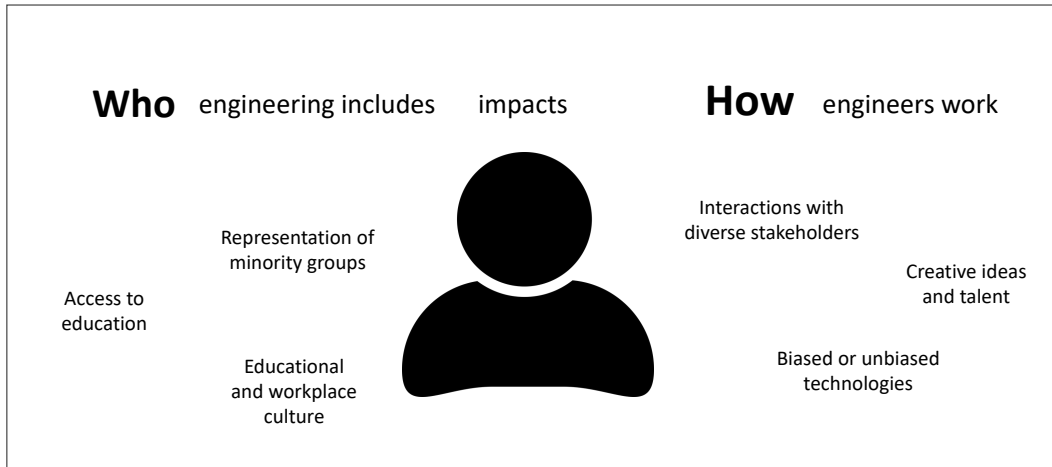 Who engineering includes impacts How engineers work
Representation of
minority groups
Access to
education
Educational
and workplace
culture
Interactions with
diverse stakeholders
Creative ideas
and talent
Biased or unbiased
technologies